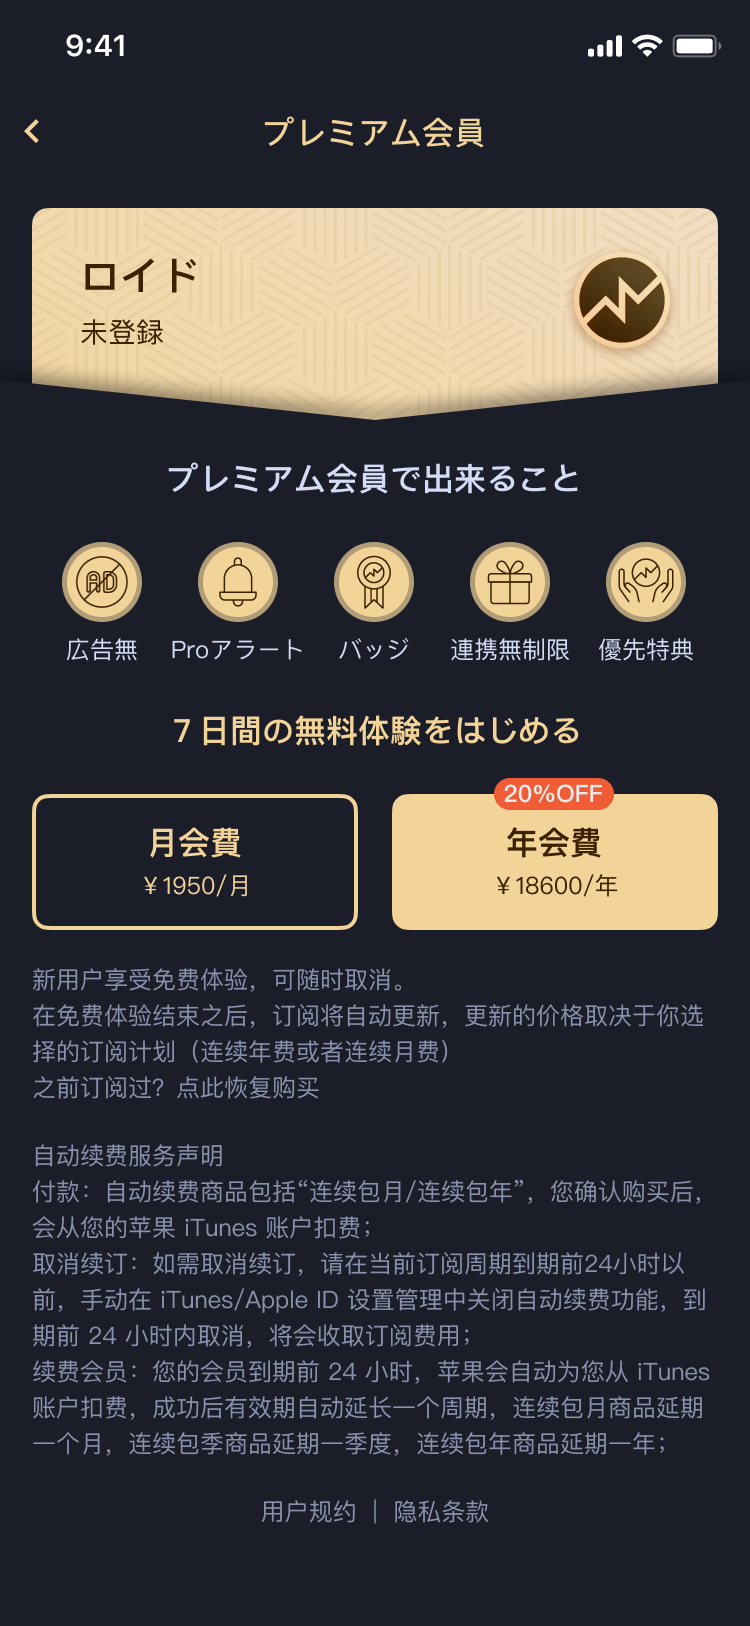 9:41
プレミアム会員
ロイド
未登録
プレミアム会員で出来ること
AD
広告無
Proアラート
バッジ
連携無制限
優先特典
7 日間の無料体験をはじめる
20%OFF
月会費
年会費
¥1950/月
¥18600/年
新用户享受免费体验，可随时取消。
在免费体验结束之后，订阅将自动更新，更新的价格取决于你选
择的订阅计划（连续年费或者连续月费）
之前订阅过？点此恢复购买
自动续费服务声明
付款：自动续费商品包括“连续包月/连续包年”，您确认购买后，
会从您的苹果 iTunes 账户扣费；
取消续订：如需取消续订，请在当前订阅周期到期前24小时以
前，手动在 iTunes/Apple ID 设置管理中关闭自动续费功能，到
期前 24 小时内取消，将会收取订阅费用；
续费会员：您的会员到期前 24 小时，苹果会自动为您从 iTunes
账户扣费，成功后有效期自动延长一个周期，连续包月商品延期
一个月，连续包季商品延期一季度，连续包年商品延期一年；
用户规约 ｜ 隐私条款